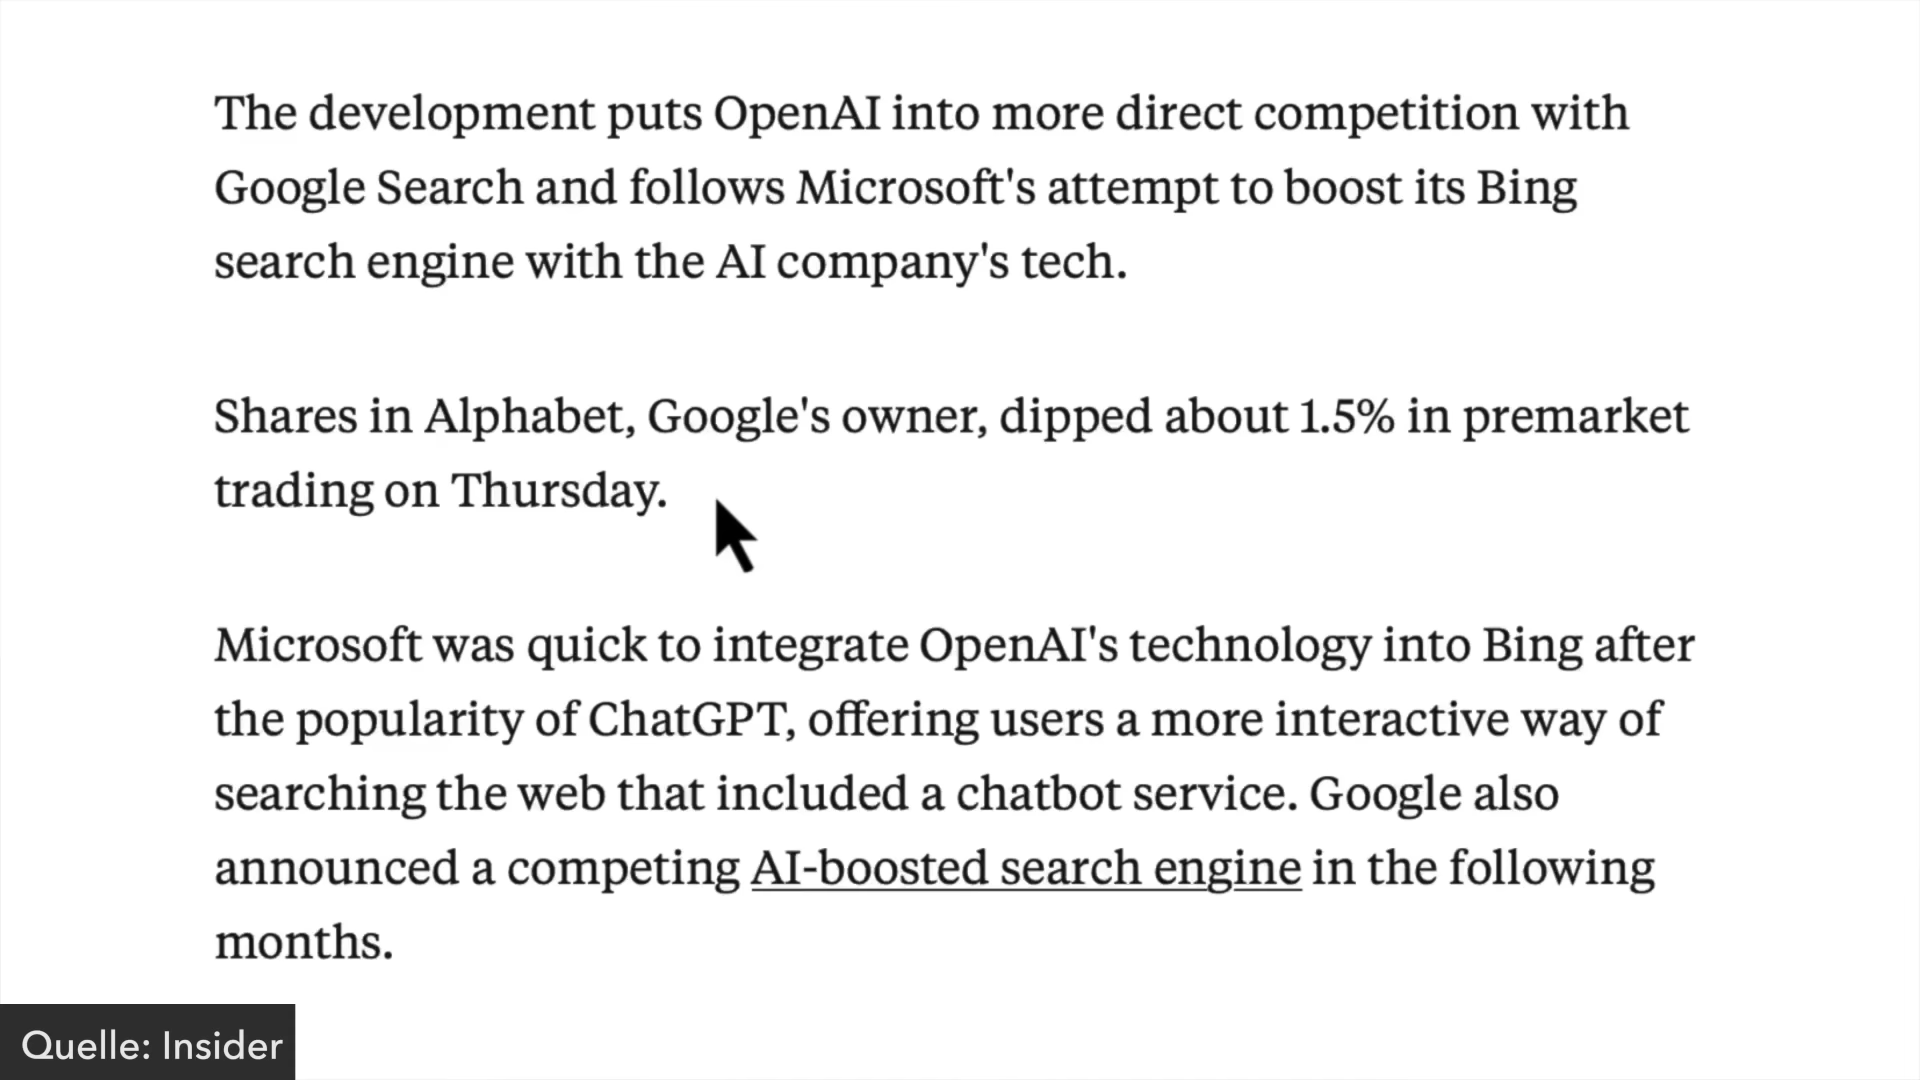 The development puts OpenAI into more direct competition with
Google Search and follows Microsoft's attempt to boost its Bing
search engine with the AI company's tech.
Shares in Alphabet, Google's owner, dipped about 1.5% in premarket
trading on Thursday.
Microsoft was quick to integrate OpenAI's technology into Bing after
the popularity of ChatGPT, offering users a more interactive way of
searching the web that included a chatbot service. Google also
announced a competing AI-boosted search engine in the following
months.
Quelle: Insider